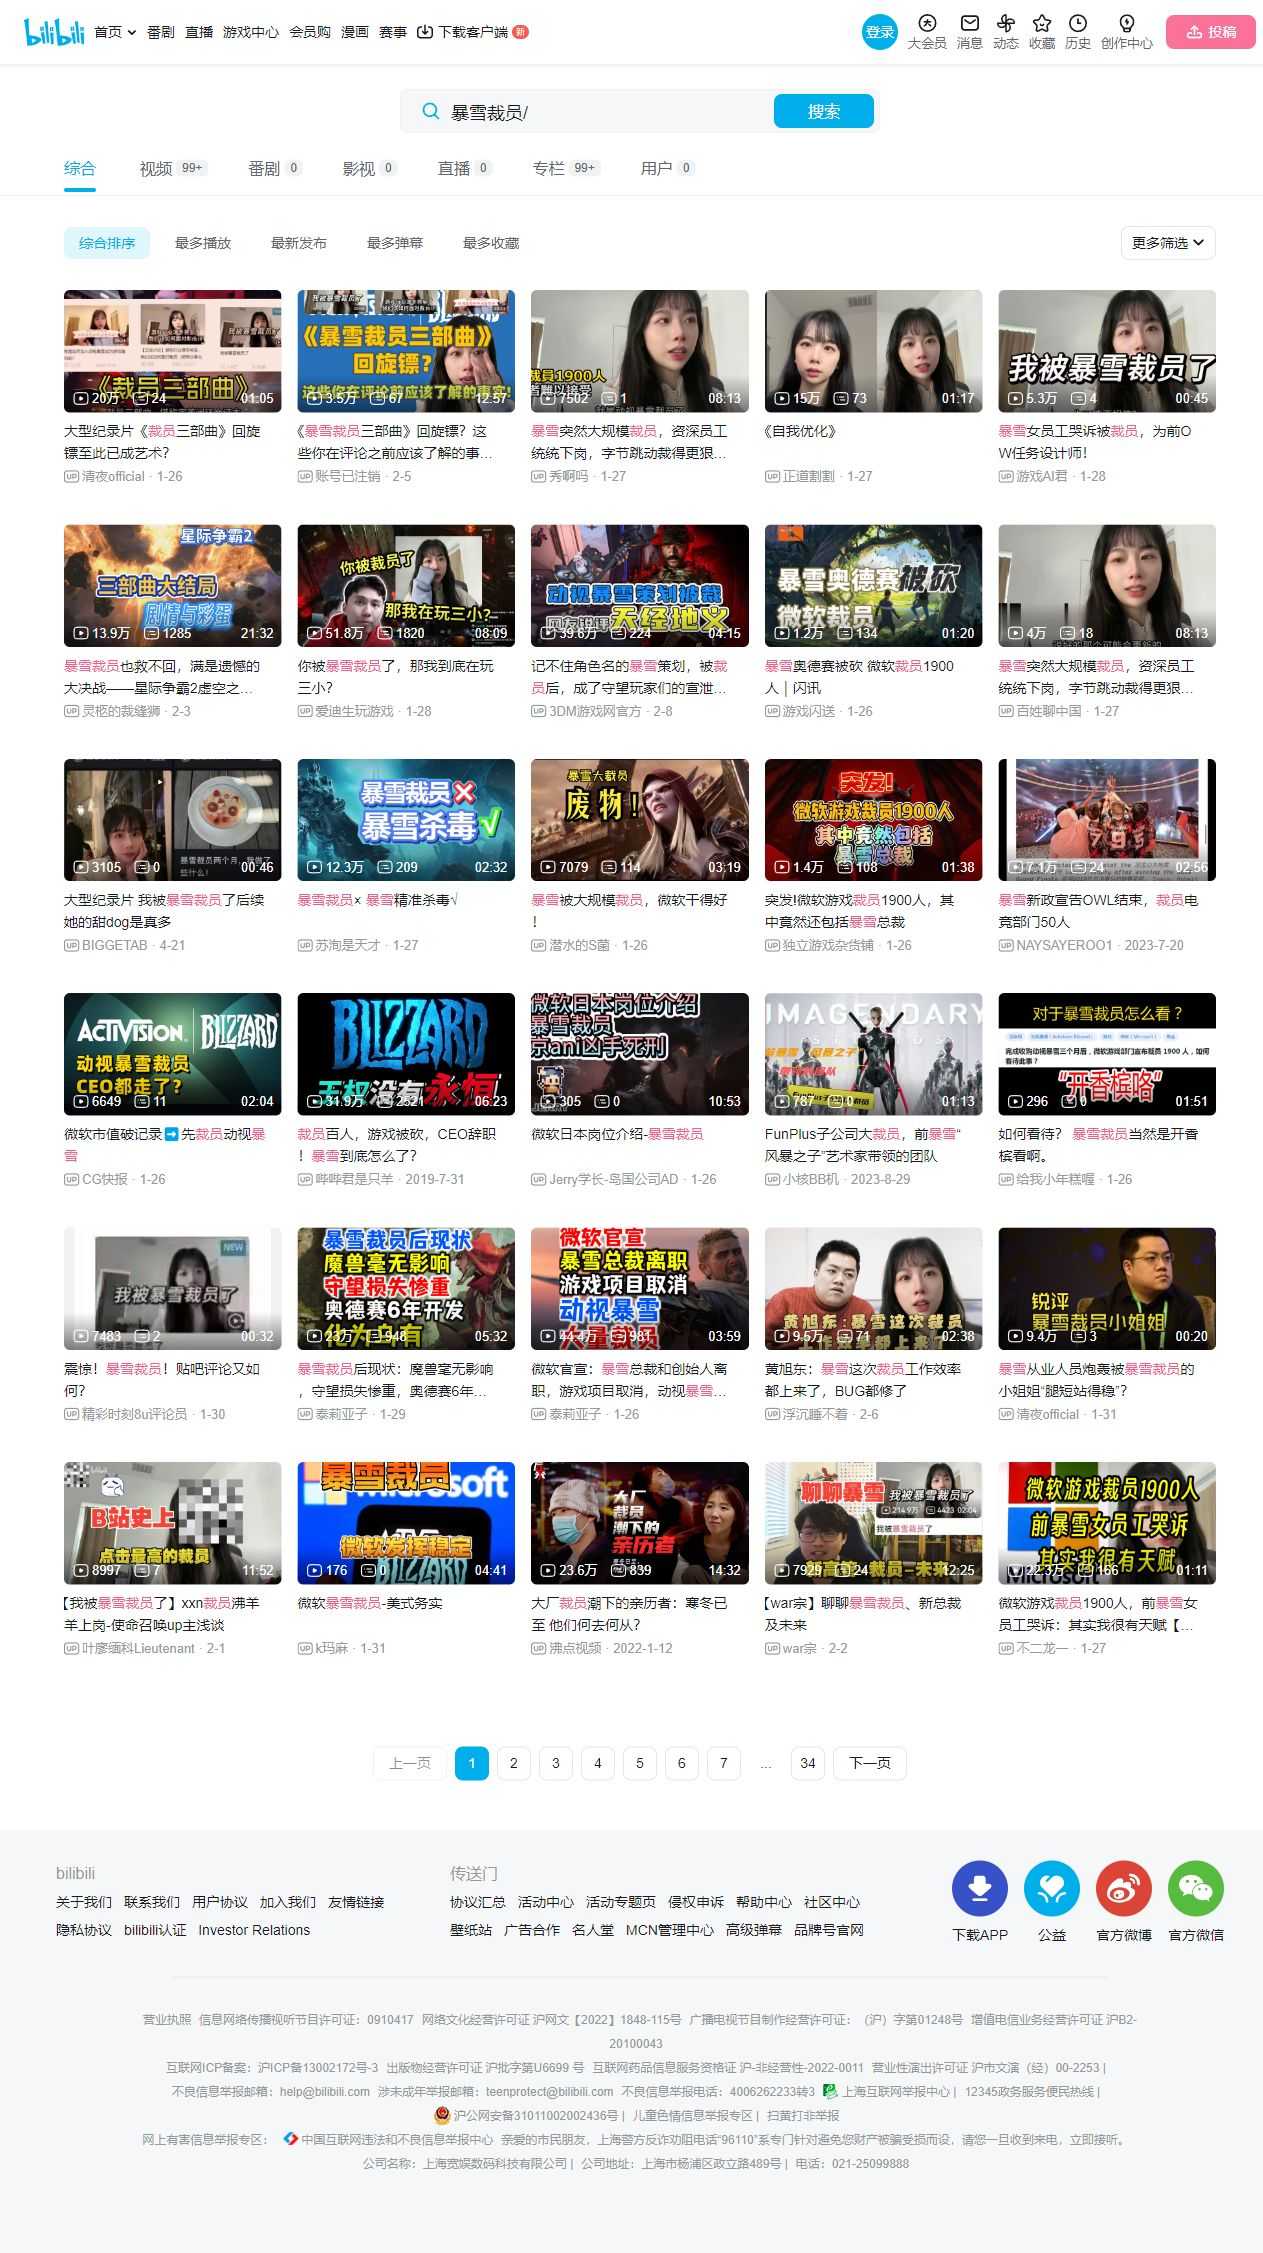 bilibili 首页 番剧 直播 游戏中心 会员购 漫画 赛事 下载客户端 新 登录 大会员 消息 动态 收藏 历史 创作中心 投稿
暴雪裁员/ 搜索
综合 视频 99+ 番剧 0 影视 0 直播 0 专栏 99+ 用户 0
综合排序 最多播放 最新发布 最多弹幕 最多收藏 更多筛选
《裁员三部曲》
20万 24 01:05
大型纪录片《裁员三部曲》回旋
镖至此已成艺术？
清夜official · 1-26
《暴雪裁员三部曲》
回旋镖？
这些你在评论前应该了解的事实!
3.5万 67 12:57
《暴雪裁员三部曲》回旋镖？这
些你在评论之前应该了解的事...
账号已注销 · 2-5
裁員1900人
者難以接受
7502 1 08:13
暴雪突然大规模裁员，资深员工
统统下岗，字节跳动裁得更狠...
秀啊吗 · 1-27
15万 73 01:17
《自我优化》
正道割割 · 1-27
我被暴雪裁员了
5.3万 4 00:45
暴雪女员工哭诉被裁员，为前O
W任务设计师！
游戏AI君 · 1-28
星际争霸2
三部曲大结局
剧情与彩蛋
13.9万 1285 21:32
暴雪裁员也救不回，满是遗憾的
大决战——星际争霸2虚空之...
灵柩的裁缝狮 · 2-3
你被裁员了
那我在玩三小?
51.8万 1820 08:09
你被暴雪裁员了，那我到底在玩
三小？
爱迪生玩游戏 · 1-28
动视暴雪策划被裁
天经地义
39.6万 224 04:15
记不住角色名的暴雪策划，被裁
员后，成了守望玩家们的宣泄...
3DM游戏网官方 · 2-8
暴雪奥德赛被砍
微软裁员
1.2万 134 01:20
暴雪奥德赛被砍 微软裁员1900
人｜闪讯
游戏闪送 · 1-26
4万 18 08:13
暴雪突然大规模裁员，资深员工
统统下岗，字节跳动裁得更狠...
百姓聊中国 · 1-27
暴雪裁员两个月，我做了
些什么！
3105 0 00:46
大型纪录片 我被暴雪裁员了后续
她的甜dog是真多
BIGGETAB · 4-21
暴雪裁员×
暴雪杀毒√
12.3万 209 02:32
暴雪裁员× 暴雪精准杀毒√
苏洵是天才 · 1-27
暴雪大裁员
废物！
7079 114 03:19
暴雪被大规模裁员，微软干得好
！
潜水的S菌 · 1-26
突发!
微软游戏裁员1900人
其中竟然包括
暴雪总裁
1.4万 108 01:38
突发!微软游戏裁员1900人，其
中竟然还包括暴雪总裁
独立游戏杂货铺 · 1-26
7.1万 24 02:56
暴雪新政宣告OWL结束，裁员电
竞部门50人
NAYSAYEROO1 · 2023-7-20
ACTIVISION BLIZZARD
动视暴雪裁员
CEO都走了？
6649 11 02:04
微软市值破记录➡先裁员动视暴
雪
CG快报 · 1-26
BLIZZARD
王权没有永恒
31.9万 2521 06:23
裁员百人，游戏被砍，CEO辞职
！暴雪到底怎么了？
哔哔君是只羊 · 2019-7-31
微软日本岗位介绍
暴雪裁员
京ani凶手死刑
305 0 10:53
微软日本岗位介绍-暴雪裁员
Jerry学长-岛国公司AD · 1-26
IMAGENDARY
787 0 01:13
FunPlus子公司大裁员，前暴雪“
风暴之子”艺术家带领的团队
小核BB机 · 2023-8-29
对于暴雪裁员怎么看？
完成收购动视暴雪三个月后，微软游戏部门宣布裁员 1900 人，如何
看待此事？
“开香槟咯”
296 0 01:51
如何看待？ 暴雪裁员当然是开香
槟看啊。
给我小年糕喔 · 1-26
NEW
我被暴雪裁员了
7483 2 00:32
震惊！暴雪裁员！贴吧评论又如
何？
精彩时刻8u评论员 · 1-30
暴雪裁员后现状
魔兽毫无影响
守望损失惨重
奥德赛6年开发
化为乌有
23万 948 05:32
暴雪裁员后现状：魔兽毫无影响
，守望损失惨重，奥德赛6年...
泰莉亚子 · 1-29
微软官宣
暴雪总裁离职
游戏项目取消
动视暴雪
大量裁员
44.4万 981 03:59
微软官宣：暴雪总裁和创始人离
职，游戏项目取消，动视暴雪...
泰莉亚子 · 1-26
黄旭东:暴雪这次裁员
工作效率都上来了
9.5万 71 02:38
黄旭东：暴雪这次裁员工作效率
都上来了，BUG都修了
浮沉睡不着 · 2-6
锐评
暴雪裁员小姐姐
9.4万 3 00:20
暴雪从业人员炮轰被暴雪裁员的
小姐姐“腿短站得稳”？
清夜official · 1-31
B站史上
点击最高的裁员
8997 7 11:52
【我被暴雪裁员了】xxn裁员沸羊
羊上岗-使命召唤up主浅谈
叶廖缅科Lieutenant · 2-1
暴雪裁员
Microsoft
微软发挥稳定
BLIZZARD
176 0 04:41
微软暴雪裁员-美式务实
k玛麻 · 1-31
大厂
裁员
潮下的
亲历者
23.6万 839 14:32
大厂裁员潮下的亲历者：寒冬已
至 他们何去何从？
沸点视频 · 2022-1-12
聊聊暴雪
我被暴雪裁员了
214.9万 4423 02:04
我被暴雪裁员了
7929 24 12:25
【war宗】聊聊暴雪裁员、新总裁
及未来
war宗 · 2-2
微软游戏裁员1900人
前暴雪女员工哭诉
其实我很有天赋
Microsoft
22.3万 166 01:11
微软游戏裁员1900人，前暴雪女
员工哭诉：其实我很有天赋【...
不二龙一 · 1-27
上一页 1 2 3 4 5 6 7 ... 34 下一页
bilibili
关于我们 联系我们 用户协议 加入我们 友情链接
隐私协议 bilibili认证 Investor Relations
传送门
协议汇总 活动中心 活动专题页 侵权申诉 帮助中心 社区中心
壁纸站 广告合作 名人堂 MCN管理中心 高级弹幕 品牌号官网
下载APP 公益 官方微博 官方微信
营业执照 信息网络传播视听节目许可证：0910417 网络文化经营许可证 沪网文【2022】1848-115号 广播电视节目制作经营许可证：（沪）字第01248号 增值电信业务经营许可证 沪B2-
20100043
互联网ICP备案：沪ICP备13002172号-3 出版物经营许可证 沪批字第U6699 号 互联网药品信息服务资格证 沪-非经营性-2022-0011 营业性演出许可证 沪市文演（经）00-2253 |
不良信息举报邮箱：help@bilibili.com 涉未成年举报邮箱：teenprotect@bilibili.com 不良信息举报电话：4006262233转3 上海互联网举报中心 | 12345政务服务便民热线 |
沪公网安备31011002002436号 | 儿童色情信息举报专区 | 扫黄打非举报
网上有害信息举报专区： 中国互联网违法和不良信息举报中心 亲爱的市民朋友，上海警方反诈劝阻电话“96110”系专门针对避免您财产被骗受损而设，请您一旦收到来电，立即接听。
公司名称：上海宽娱数码科技有限公司 | 公司地址：上海市杨浦区政立路489号 | 电话：021-25099888